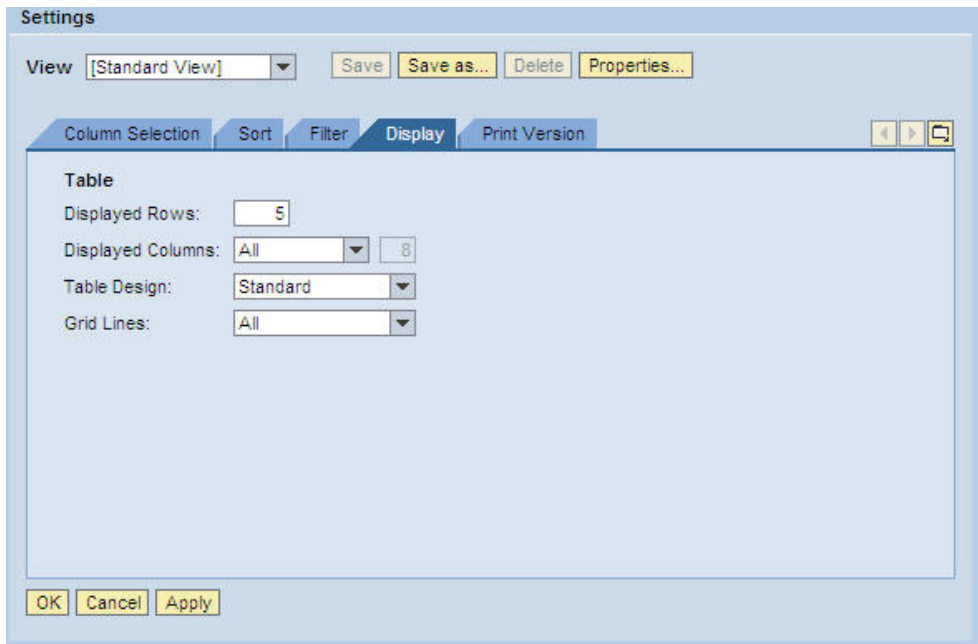 Settings
View [Standard View] Save Save as... Delete Properties...
Column Selection Sort Filter Display Print Version
Table
Displayed Rows: 5
Displayed Columns: All 8
Table Design: Standard
Grid Lines: All
OK Cancel Apply